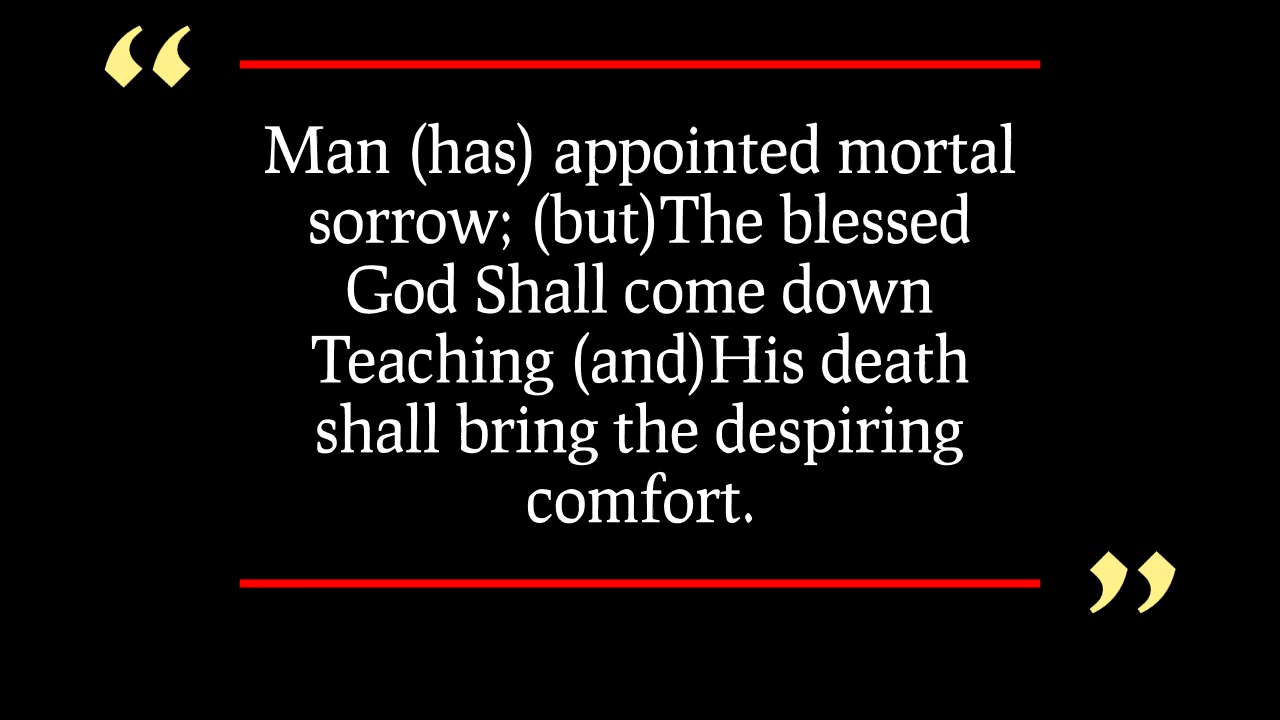 “
Man (has) appointed mortal
sorrow; (but)The blessed
God Shall come down
Teaching (and)His death
shall bring the despiring
comfort.
”